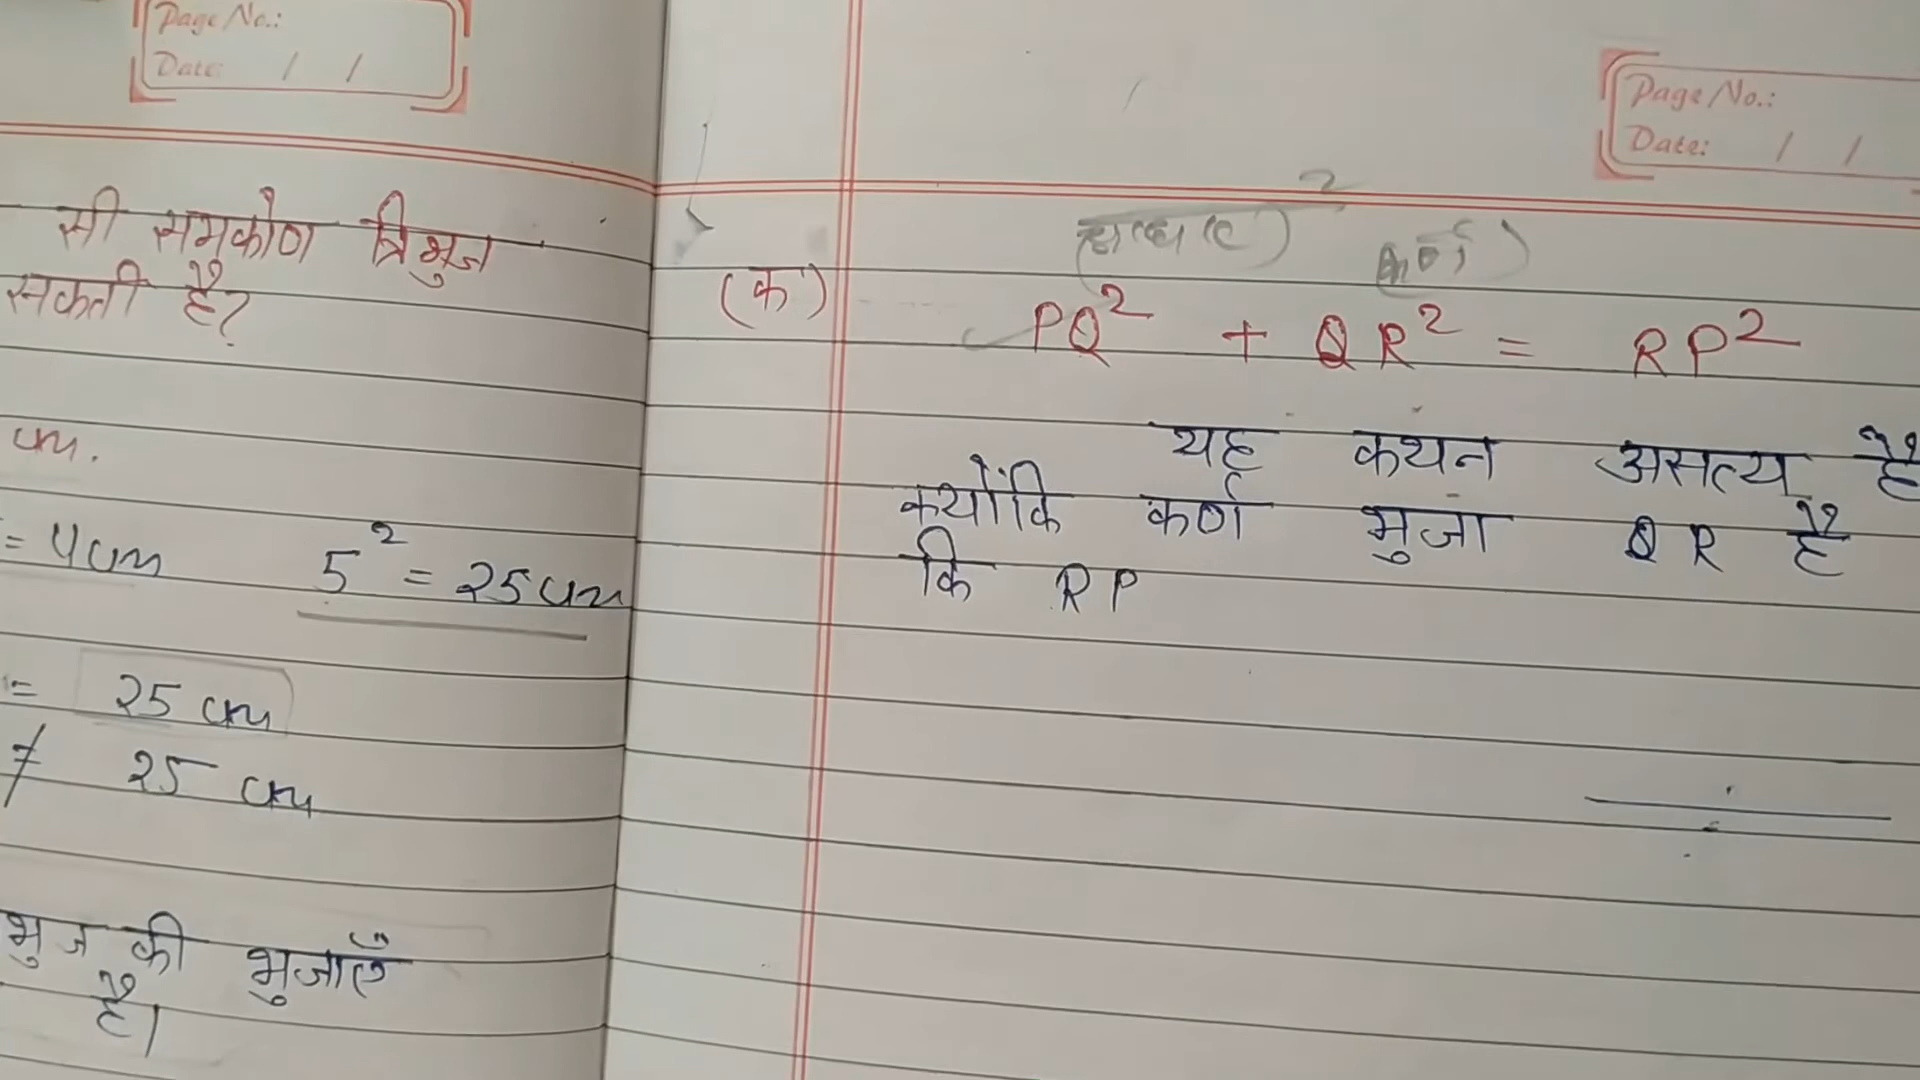 Page No.:
Date: / /
सी समकोण त्रिभुज
सकती है?
cm.
= 4cm 5² = 25cm
= 25 cm
≠ 25 cm
भुज की भुजाएँ
है।
Page No.:
Date: / /
(क)
PQ² + QR² = RP²
यह कथन असत्य है
क्योंकि कर्ण भुजा QR है
कि RP